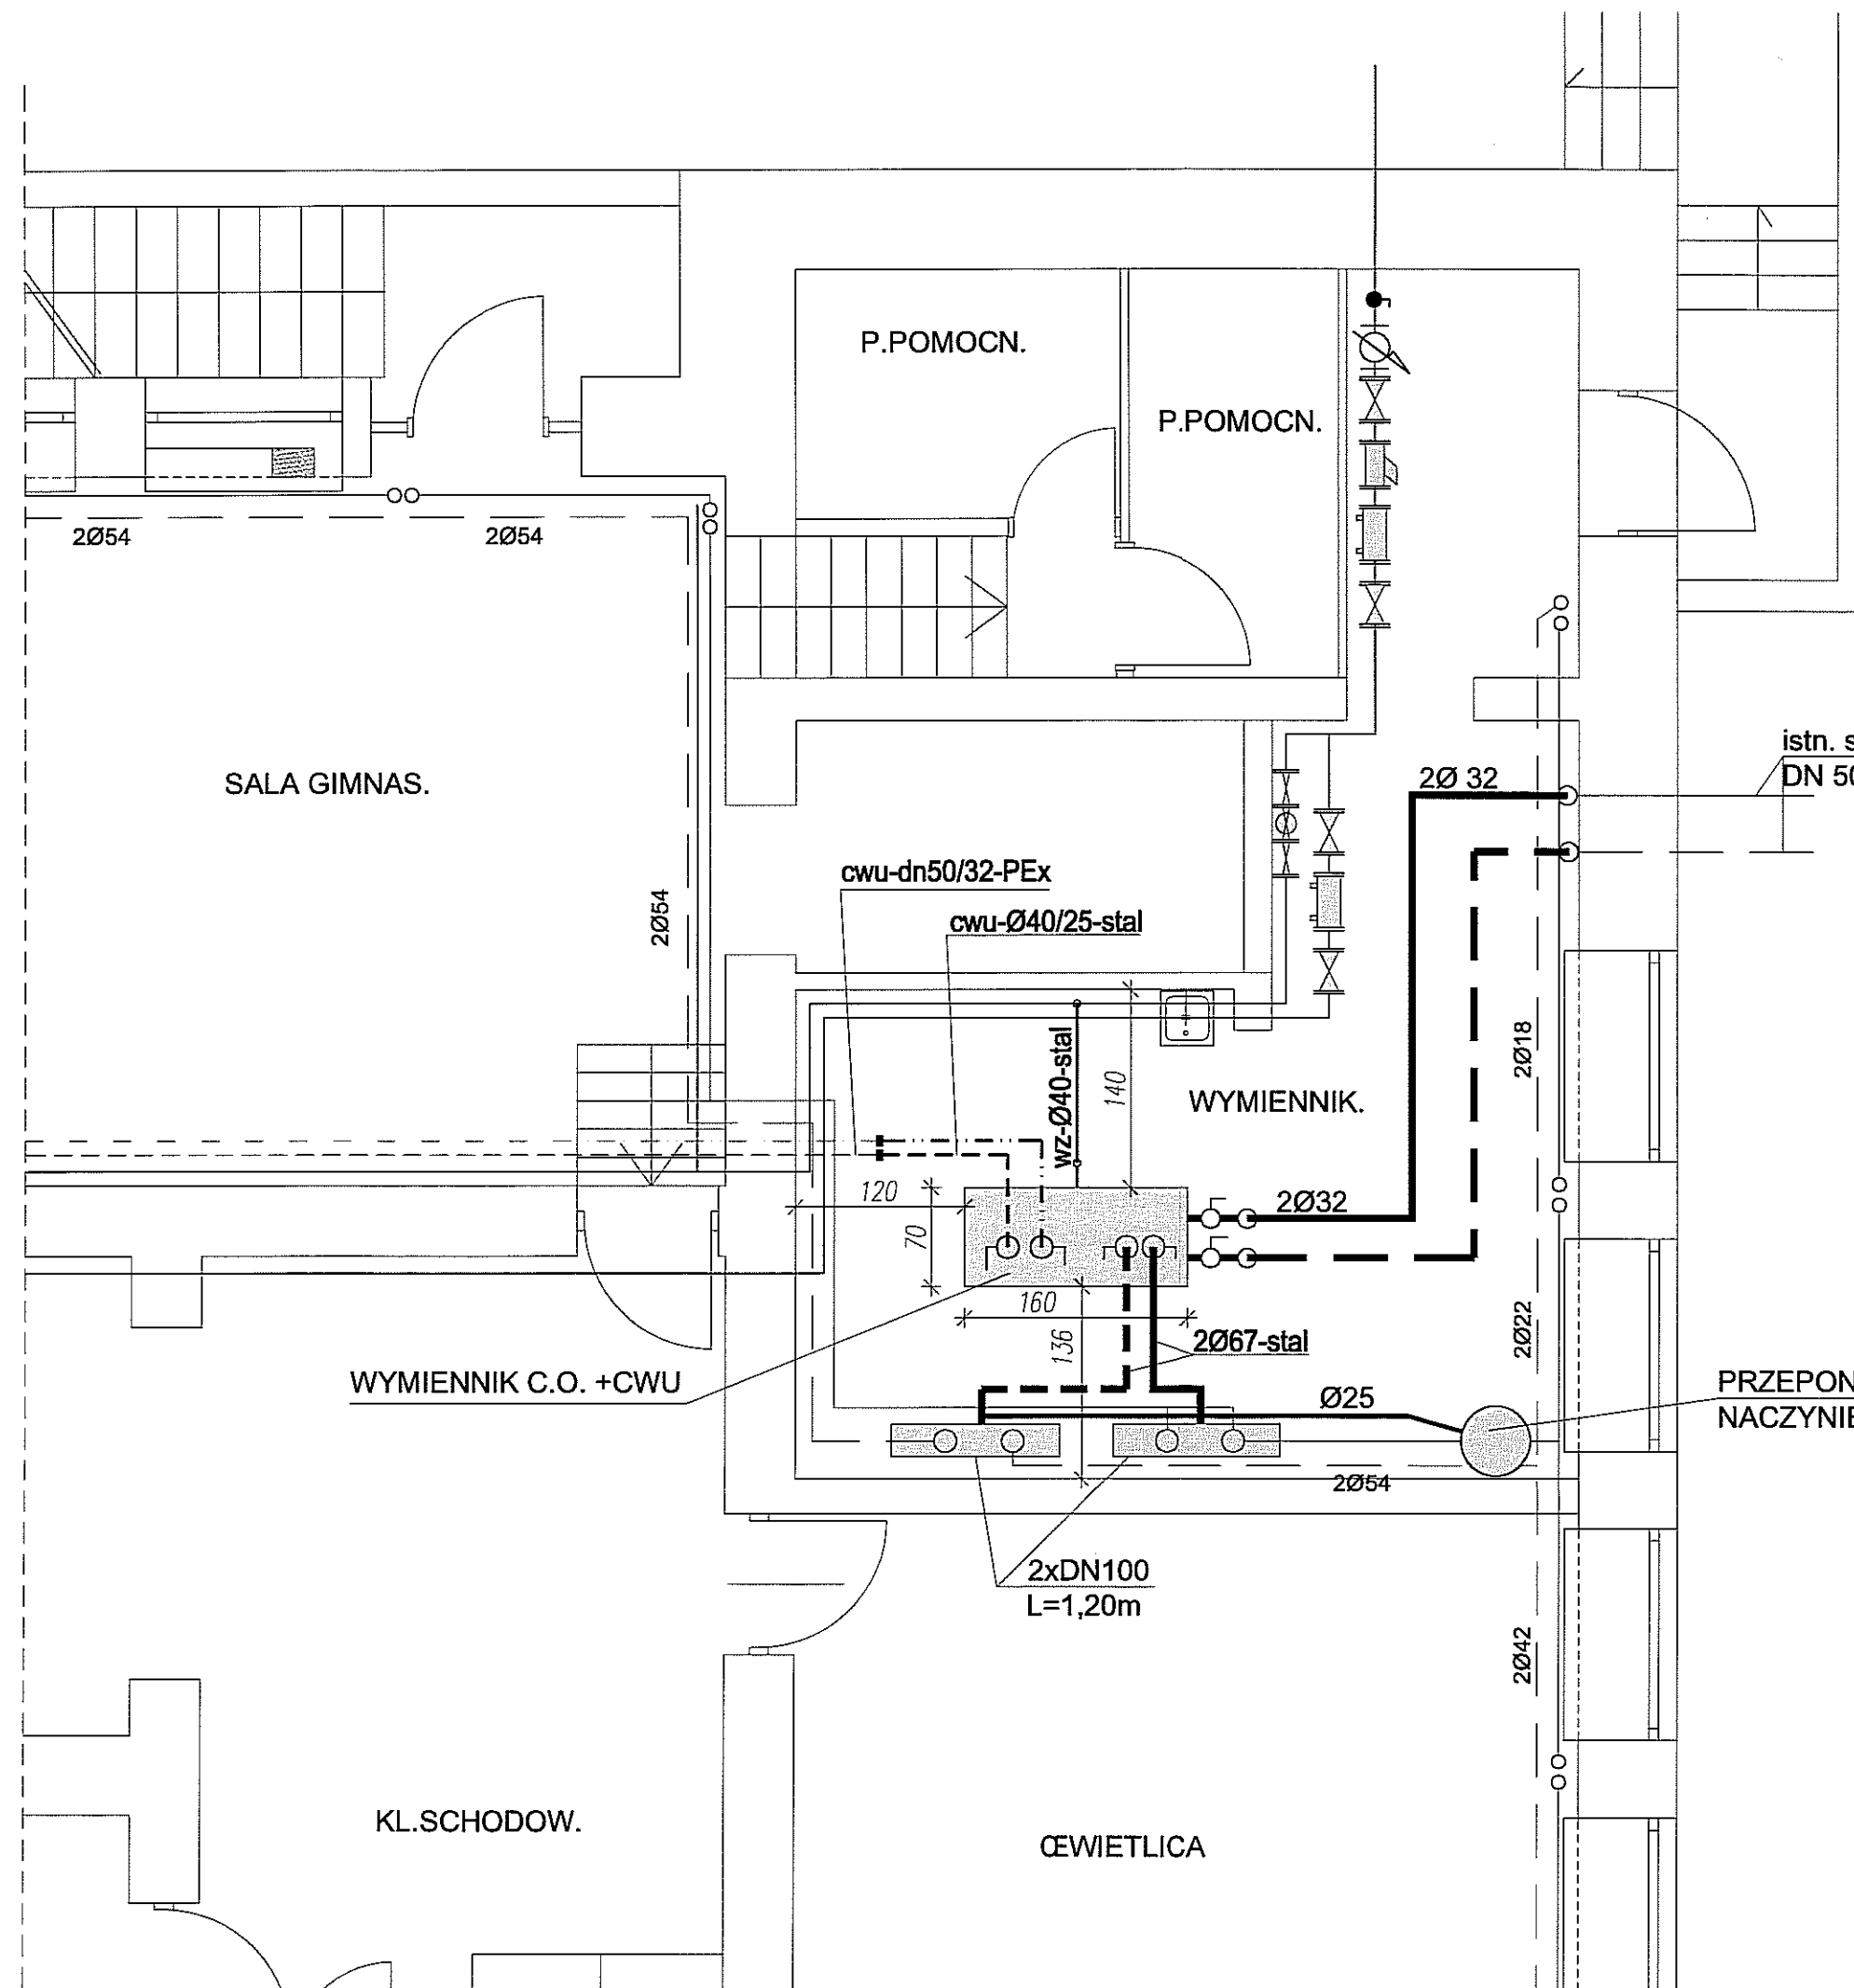 P.POMOCN.
P.POMOCN.
2Ø54
2Ø54
SALA GIMNAS.
2Ø54
istn. s
DN 50
2Ø 32
cwu-dn50/32-PEx
cwu-Ø40/25-stal
wz-Ø40-stal
140
2Ø18
WYMIENNIK.
120
70
2Ø32
160
136
2Ø67-stal
2Ø22
WYMIENNIK C.O. +CWU
Ø25
PRZEPON
NACZYNIE
2Ø54
2xDN100
L=1,20m
2Ø42
KL.SCHODOW.
ŒWIETLICA